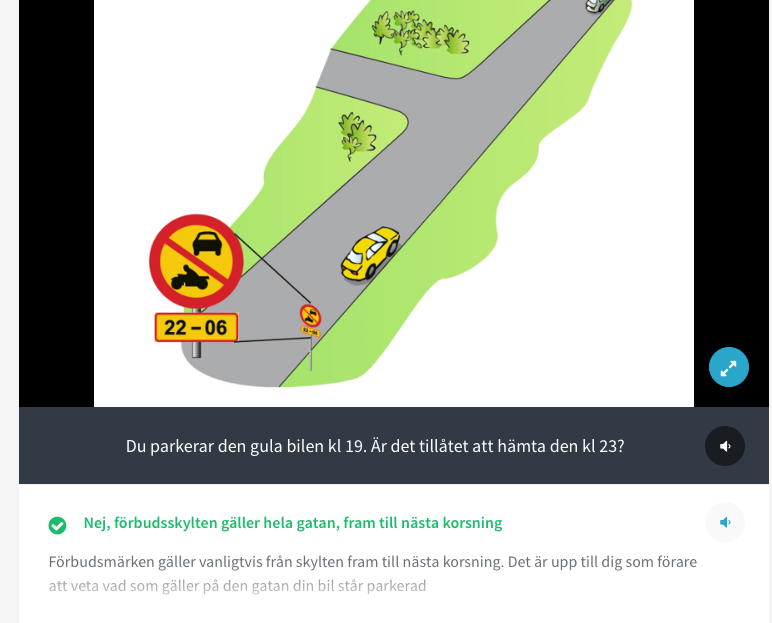 22 – 06
Du parkerar den gula bilen kl 19. Är det tillåtet att hämta den kl 23?
Nej, förbudsskylten gäller hela gatan, fram till nästa korsning
Förbudsmärken gäller vanligtvis från skylten fram till nästa korsning. Det är upp till dig som förare
att veta vad som gäller på den gatan din bil står parkerad